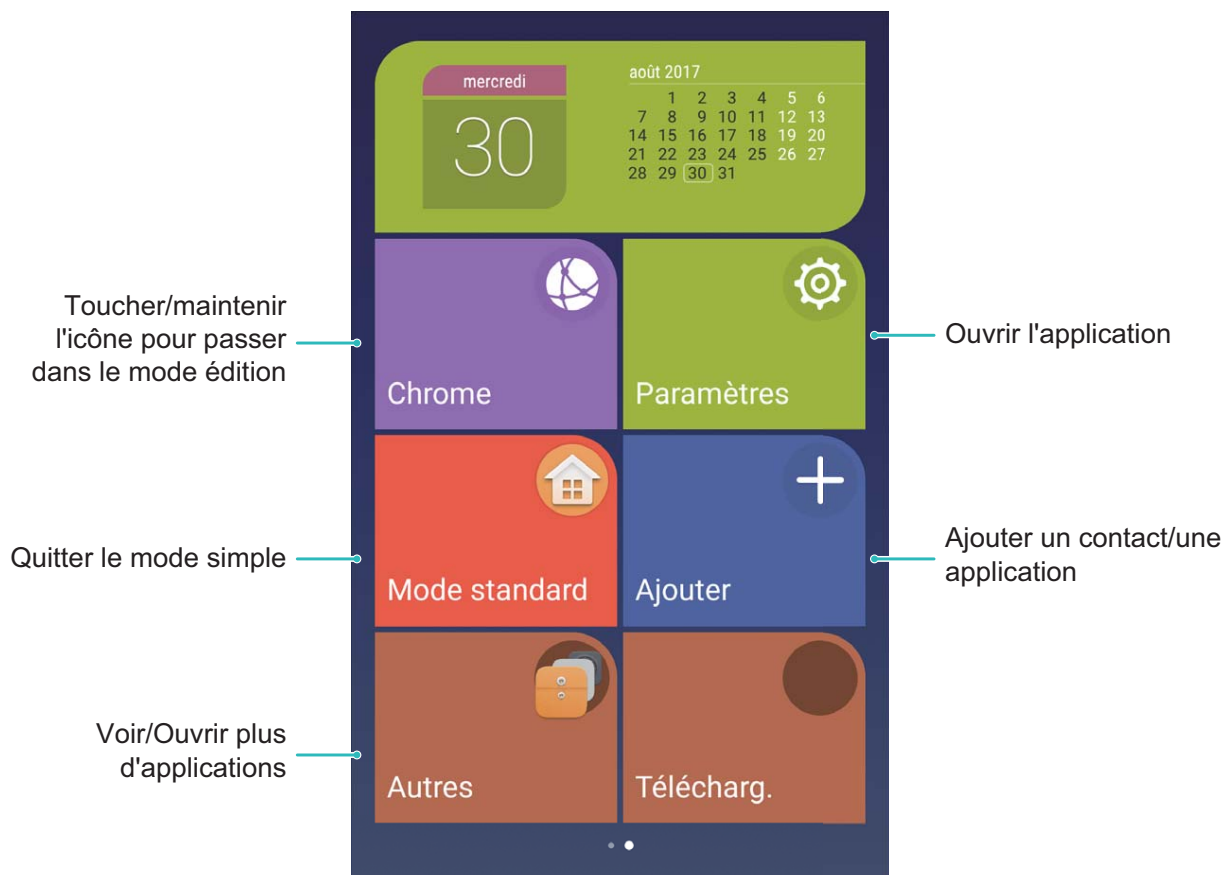 mercredi
30
août 2017
1 2 3 4 5 6
7 8 9 10 11 12 13
14 15 16 17 18 19 20
21 22 23 24 25 26 27
28 29 30 31
Toucher/maintenir
l'icône pour passer
dans le mode édition
Chrome
Paramètres
Ouvrir l'application
Quitter le mode simple
Mode standard
Ajouter
Ajouter un contact/une
application
Voir/Ouvrir plus
d'applications
Autres
Télécharg.